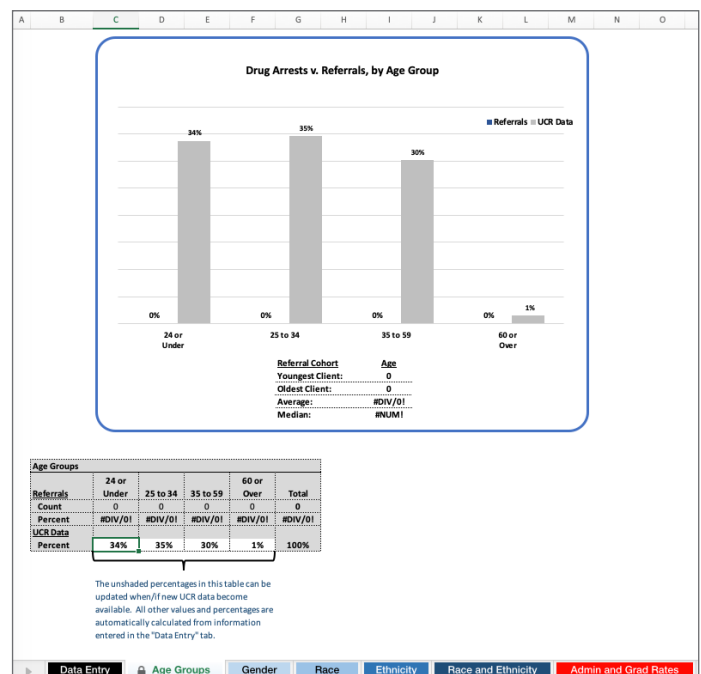 A B C D E F G H I J K L M N O
Drug Arrests v. Referrals, by Age Group
Referrals UCR Data
34% 35% 30% 1%
0% 0% 0% 0%
24 or 25 to 34 35 to 59 60 or
Under Over
Referral Cohort Age
Youngest Client: 0
Oldest Client: 0
Average: #DIV/0!
Median: #NUM!
Age Groups
24 or 60 or
Referrals Under 25 to 34 35 to 59 Over Total
Count 0 0 0 0 0
Percent #DIV/0! #DIV/0! #DIV/0! #DIV/0! #DIV/0!
UCR Data
Percent 34% 35% 30% 1% 100%
The unshaded percentages in this table can be
updated when/if new UCR data become
available. All other values and percentages are
automatically calculated from information
entered in the "Data Entry" tab.
Data Entry Age Groups Gender Race Ethnicity Race and Ethnicity Admin and Grad Rates